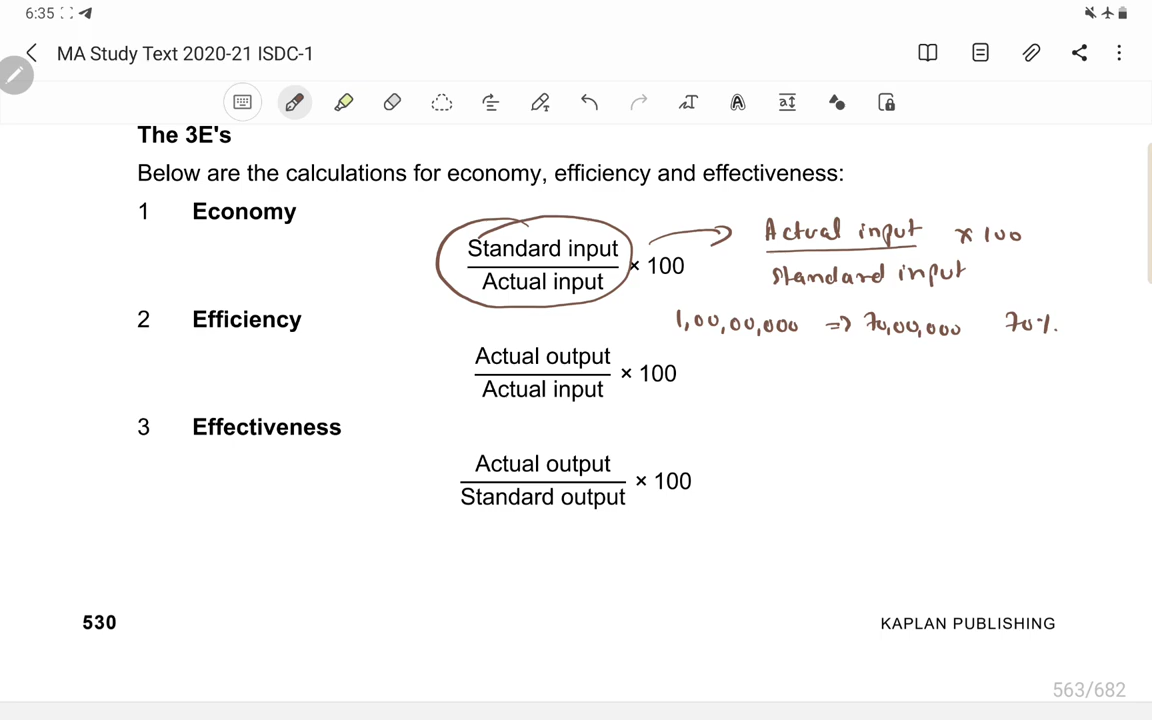 6:35
MA Study Text 2020-21 ISDC-1
The 3E's
Below are the calculations for economy, efficiency and effectiveness:
1 Economy
Standard input
Actual input
× 100
Actual input × 100
Standard input
2 Efficiency
1,00,00,000 => 70,00,000 70%.
Actual output
Actual input
× 100
3 Effectiveness
Actual output
Standard output
× 100
530
KAPLAN PUBLISHING
563/682